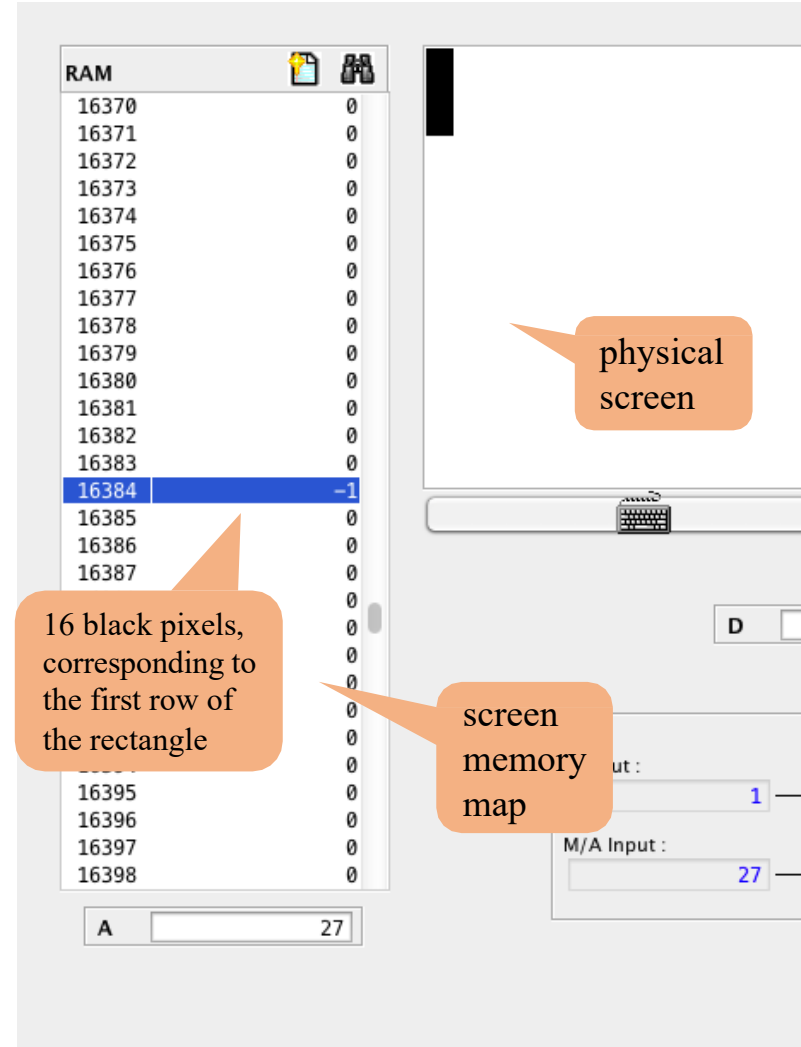 RAM
16370 0
16371 0
16372 0
16373 0
16374 0
16375 0
16376 0
16377 0
16378 0
16379 0
16380 0
16381 0
16382 0
16383 0
16384 -1
16385 0
16386 0
16387 0
0
0
0
0
0
0
0
16395 0
16396 0
16397 0
16398 0
A 27
physical
screen
16 black pixels,
corresponding to
the first row of
the rectangle
screen
memory
map
D
ut :
1
M/A Input :
27